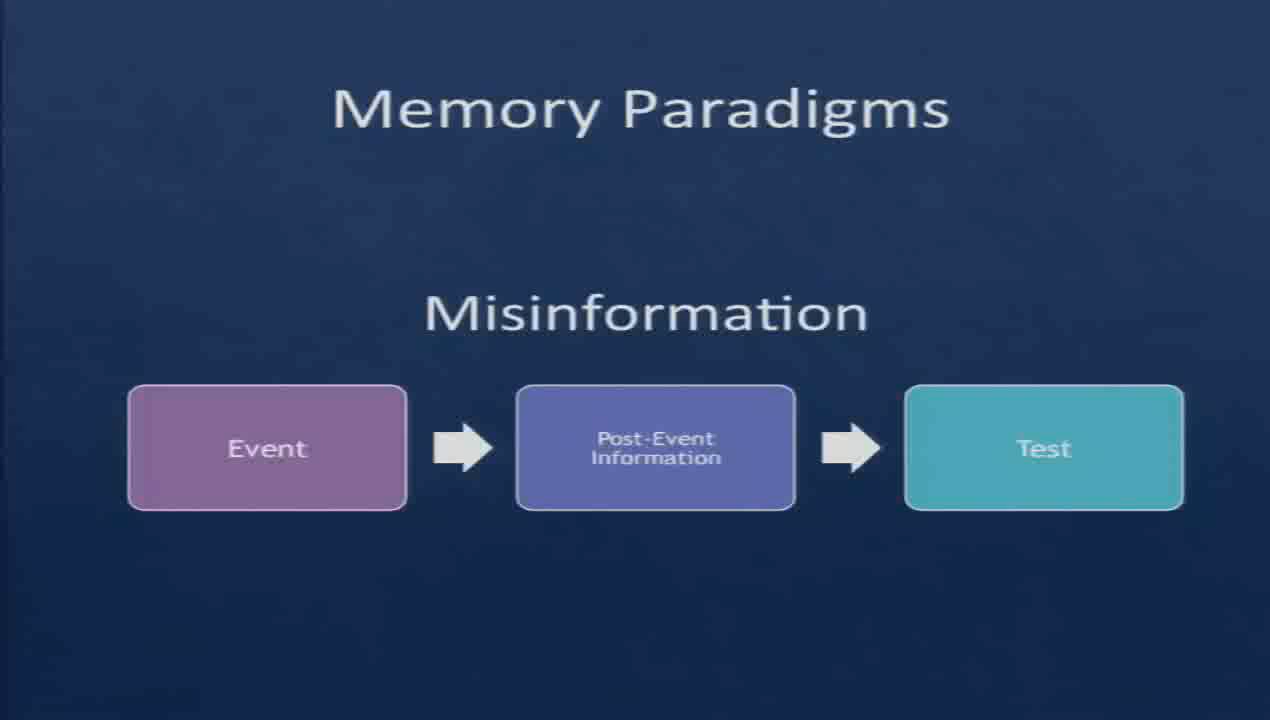 Memory Paradigms
Misinformation
Event
Post-Event
Information
Test